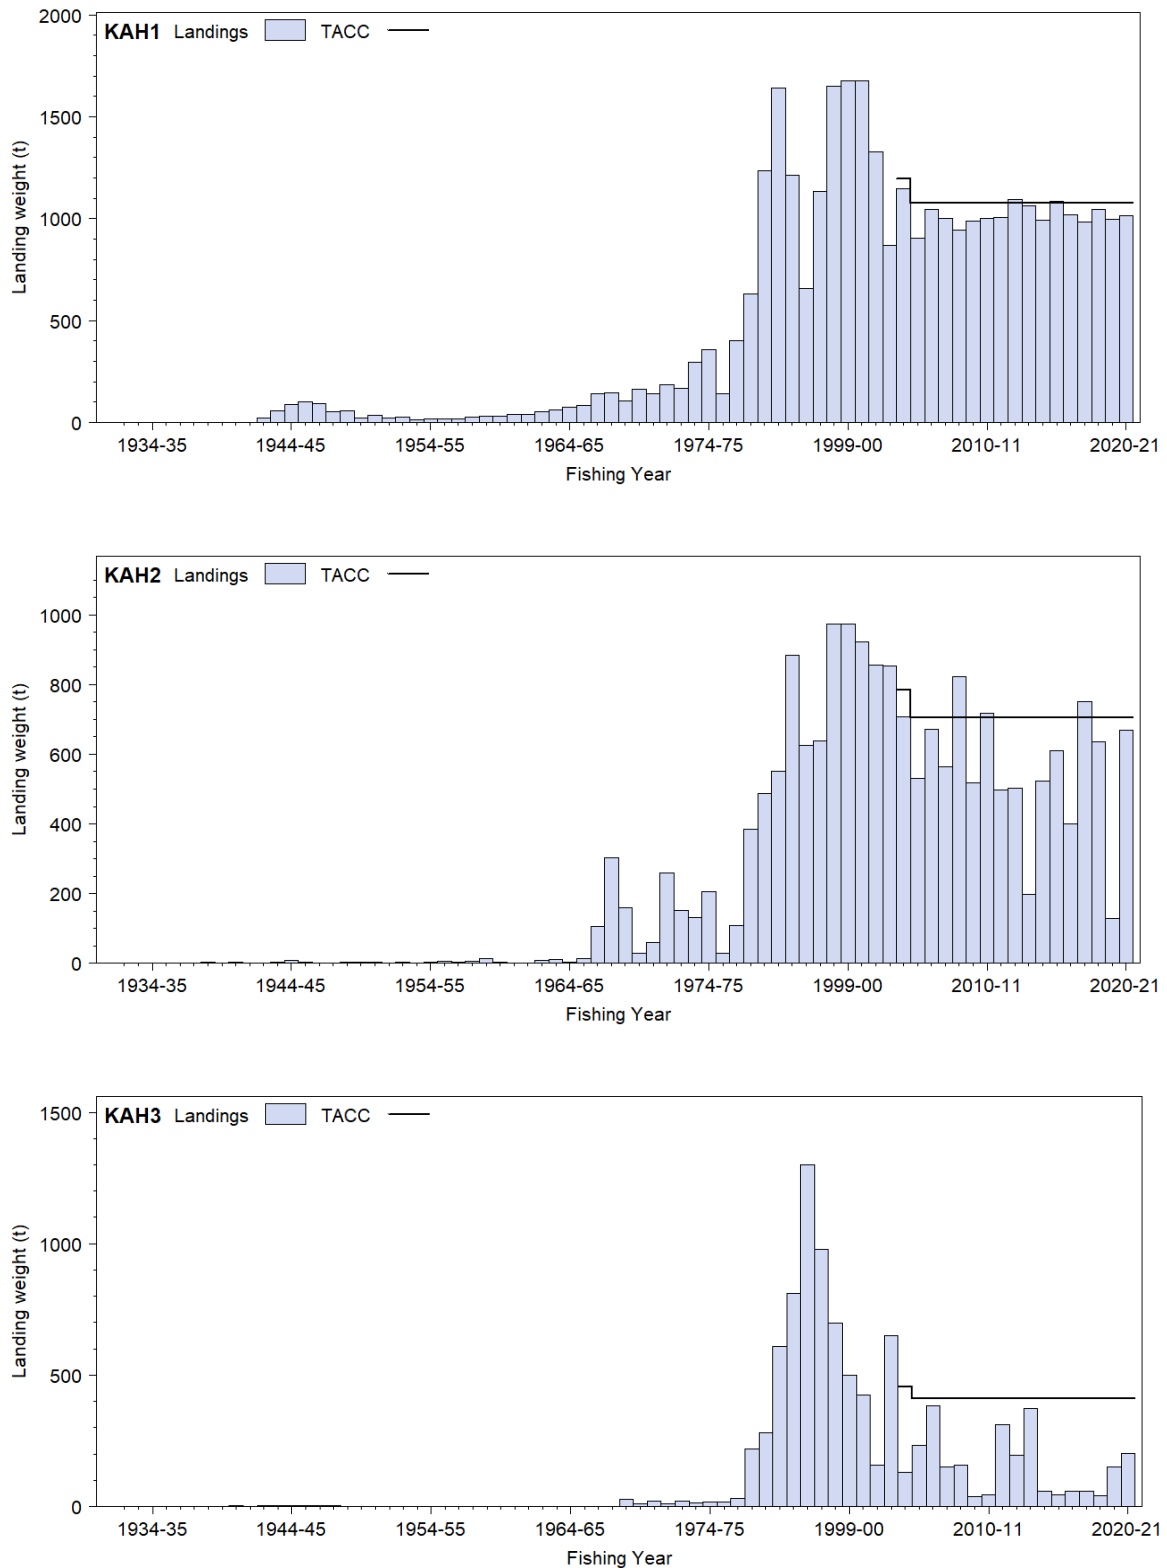 KAH1 Landings TACC
2000
1500
1000
500
0
Landing weight (t)
1934-35 1944-45 1954-55 1964-65 1974-75 1999-00 2010-11 2020-21
Fishing Year
KAH2 Landings TACC
1000
800
600
400
200
0
Landing weight (t)
1934-35 1944-45 1954-55 1964-65 1974-75 1999-00 2010-11 2020-21
Fishing Year
KAH3 Landings TACC
1500
1000
500
0
Landing weight (t)
1934-35 1944-45 1954-55 1964-65 1974-75 1999-00 2010-11 2020-21
Fishing Year